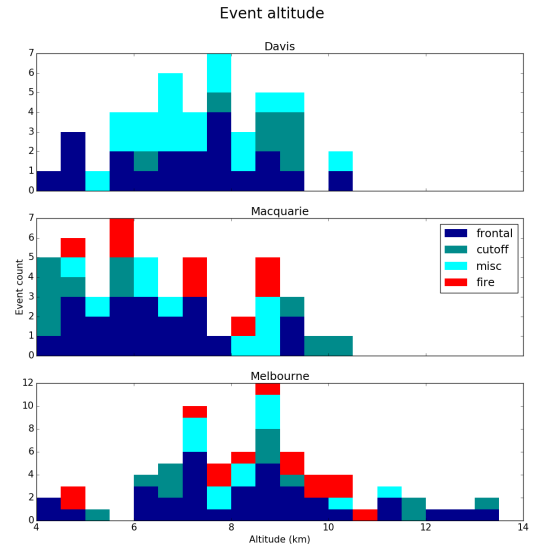 Event altitude
Davis
7
6
5
4
3
2
1
0
Macquarie
7
6
5
4
3
2
1
0
Event count
frontal
cutoff
misc
fire
Melbourne
12
10
8
6
4
2
0
4 6 8 10 12 14
Altitude (km)